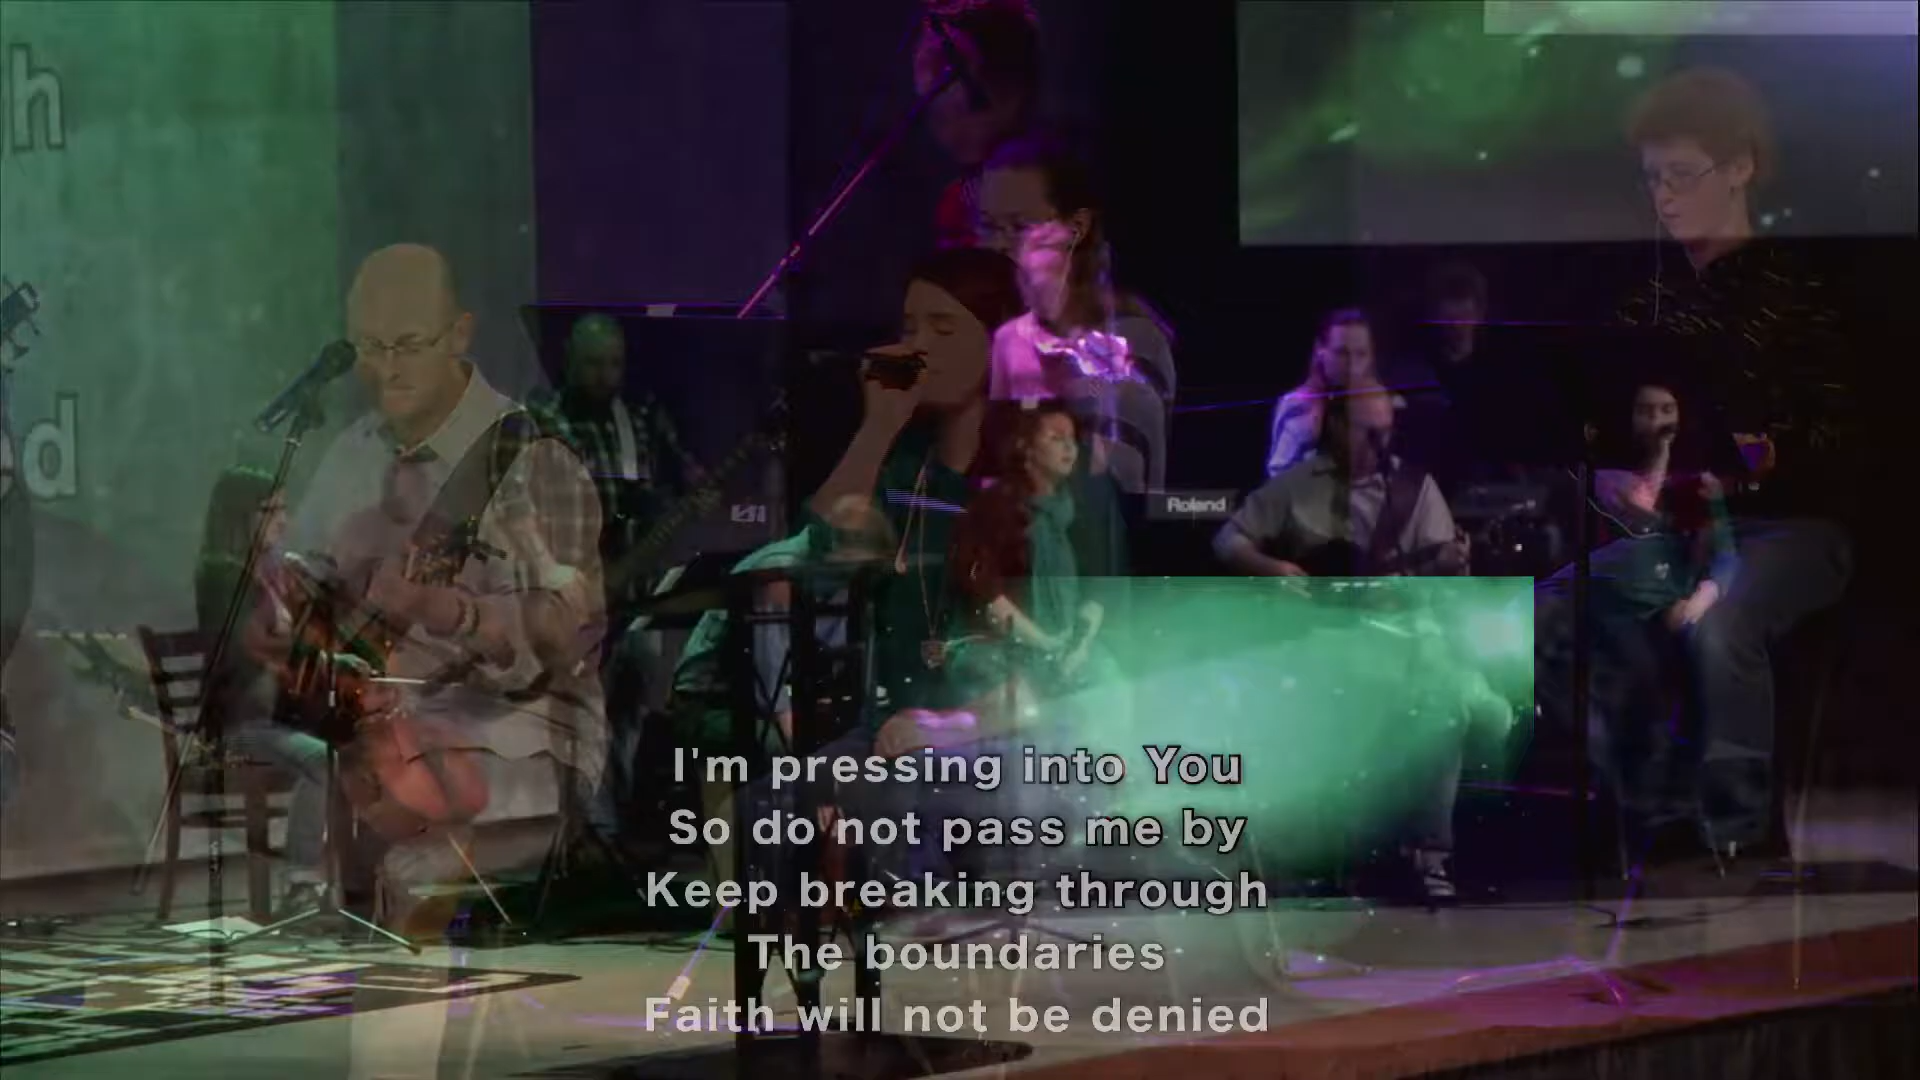 h
d
Roland
I'm pressing into You
So do not pass me by
Keep breaking through
The boundaries
Faith will not be denied